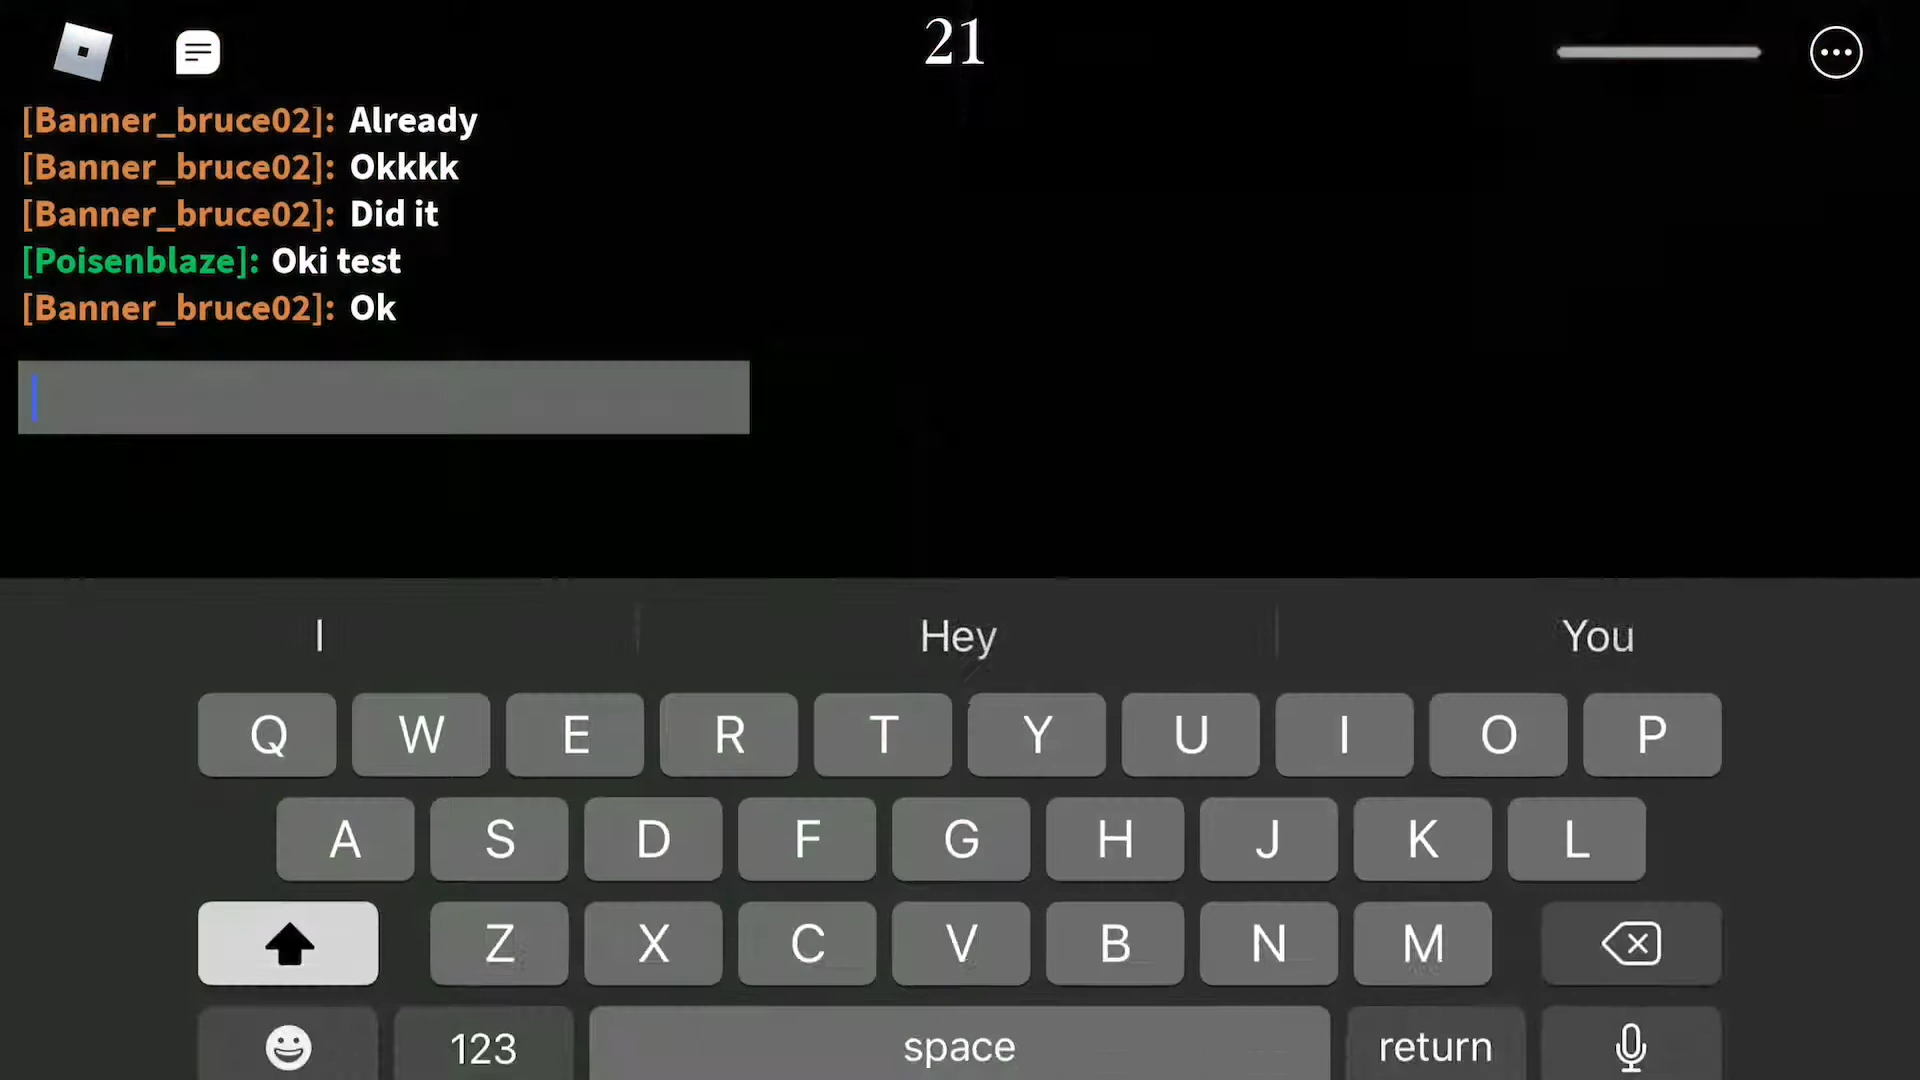 21
[Banner_bruce02]: Already
[Banner_bruce02]: Okkkk
[Banner_bruce02]: Did it
[Poisenblaze]: Oki test
[Banner_bruce02]: Ok
I Hey You
Q W E R T Y U I O P
A S D F G H J K L
Z X C V B N M
123 space return